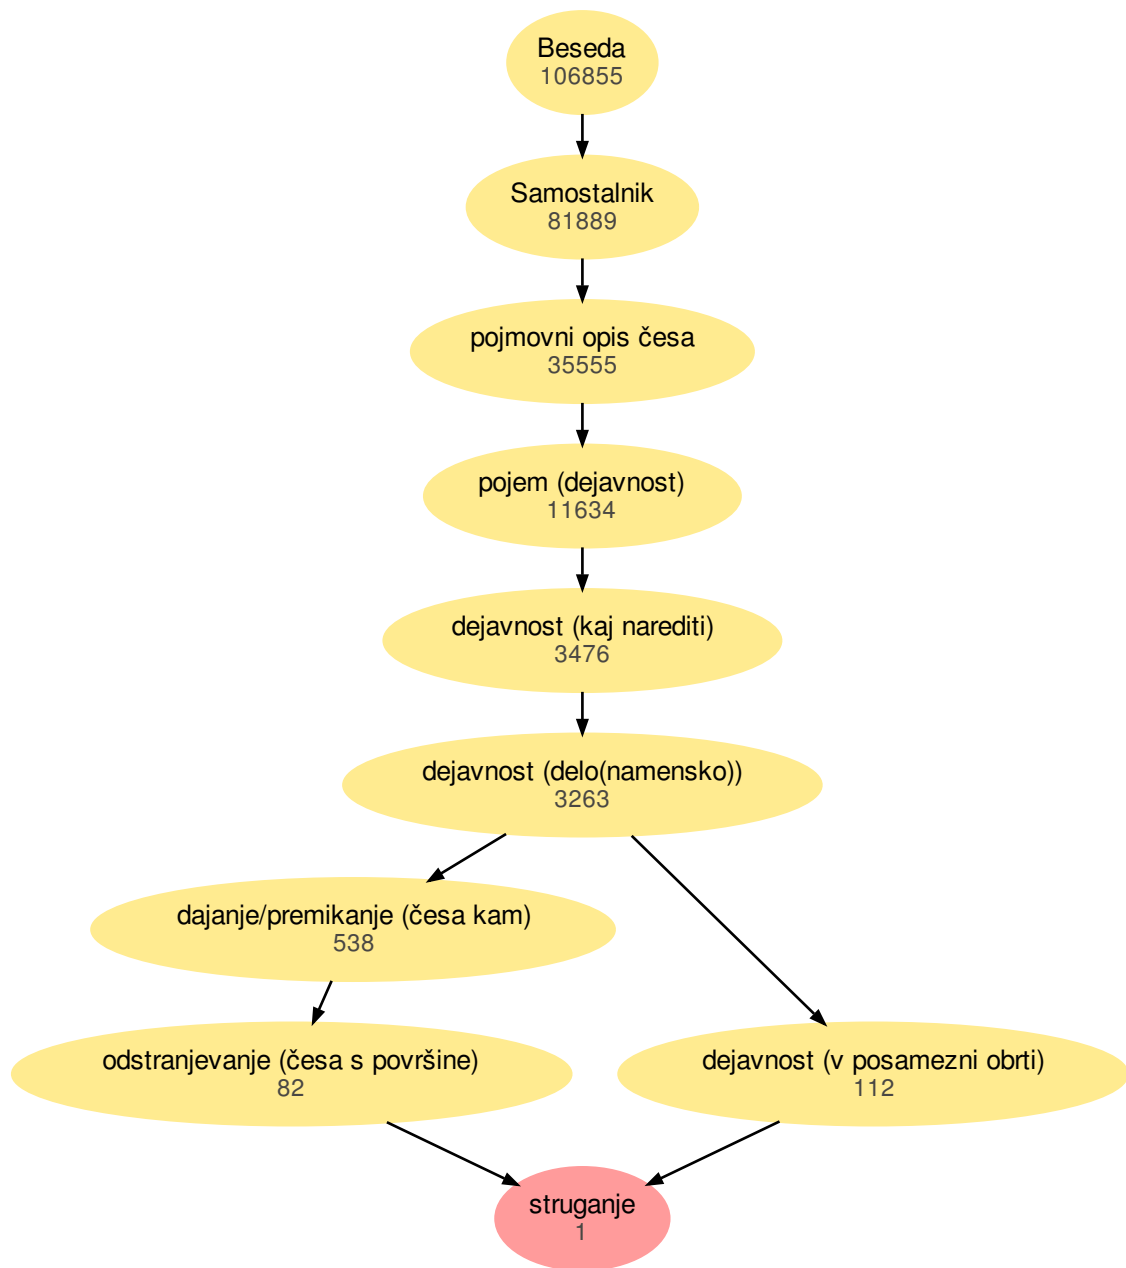 Beseda
106855
Samostalnik
81889
pojmovni opis česa
35555
pojem (dejavnost)
11634
dejavnost (kaj narediti)
3476
dejavnost (delo(namensko))
3263
dajanje/premikanje (česa kam)
538
odstranjevanje (česa s površine)
82
dejavnost (v posamezni obrti)
112
struganje
1